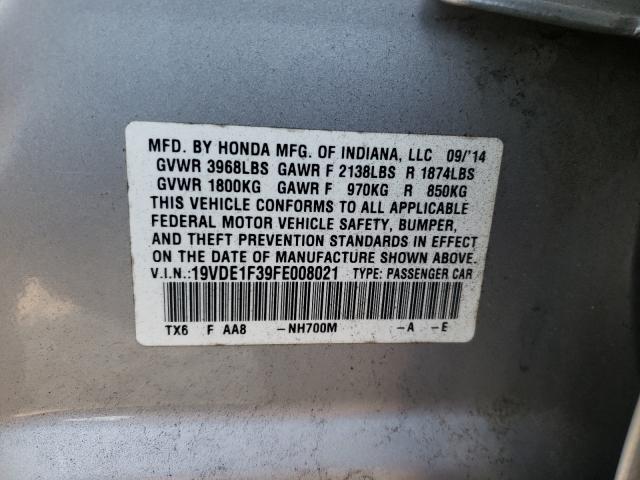 MFD. BY HONDA MFG. OF INDIANA, LLC 09/'14
GVWR 3968LBS GAWR F 2138LBS R 1874LBS
GVWR 1800KG GAWR F 970KG R 850KG
THIS VEHICLE CONFORMS TO ALL APPLICABLE
FEDERAL MOTOR VEHICLE SAFETY, BUMPER,
AND THEFT PREVENTION STANDARDS IN EFFECT
ON THE DATE OF MANUFACTURE SHOWN ABOVE.
V.I.N.:19VDE1F39FE008021 TYPE: PASSENGER CAR
TX6 F AA8 -NH700M -A -E